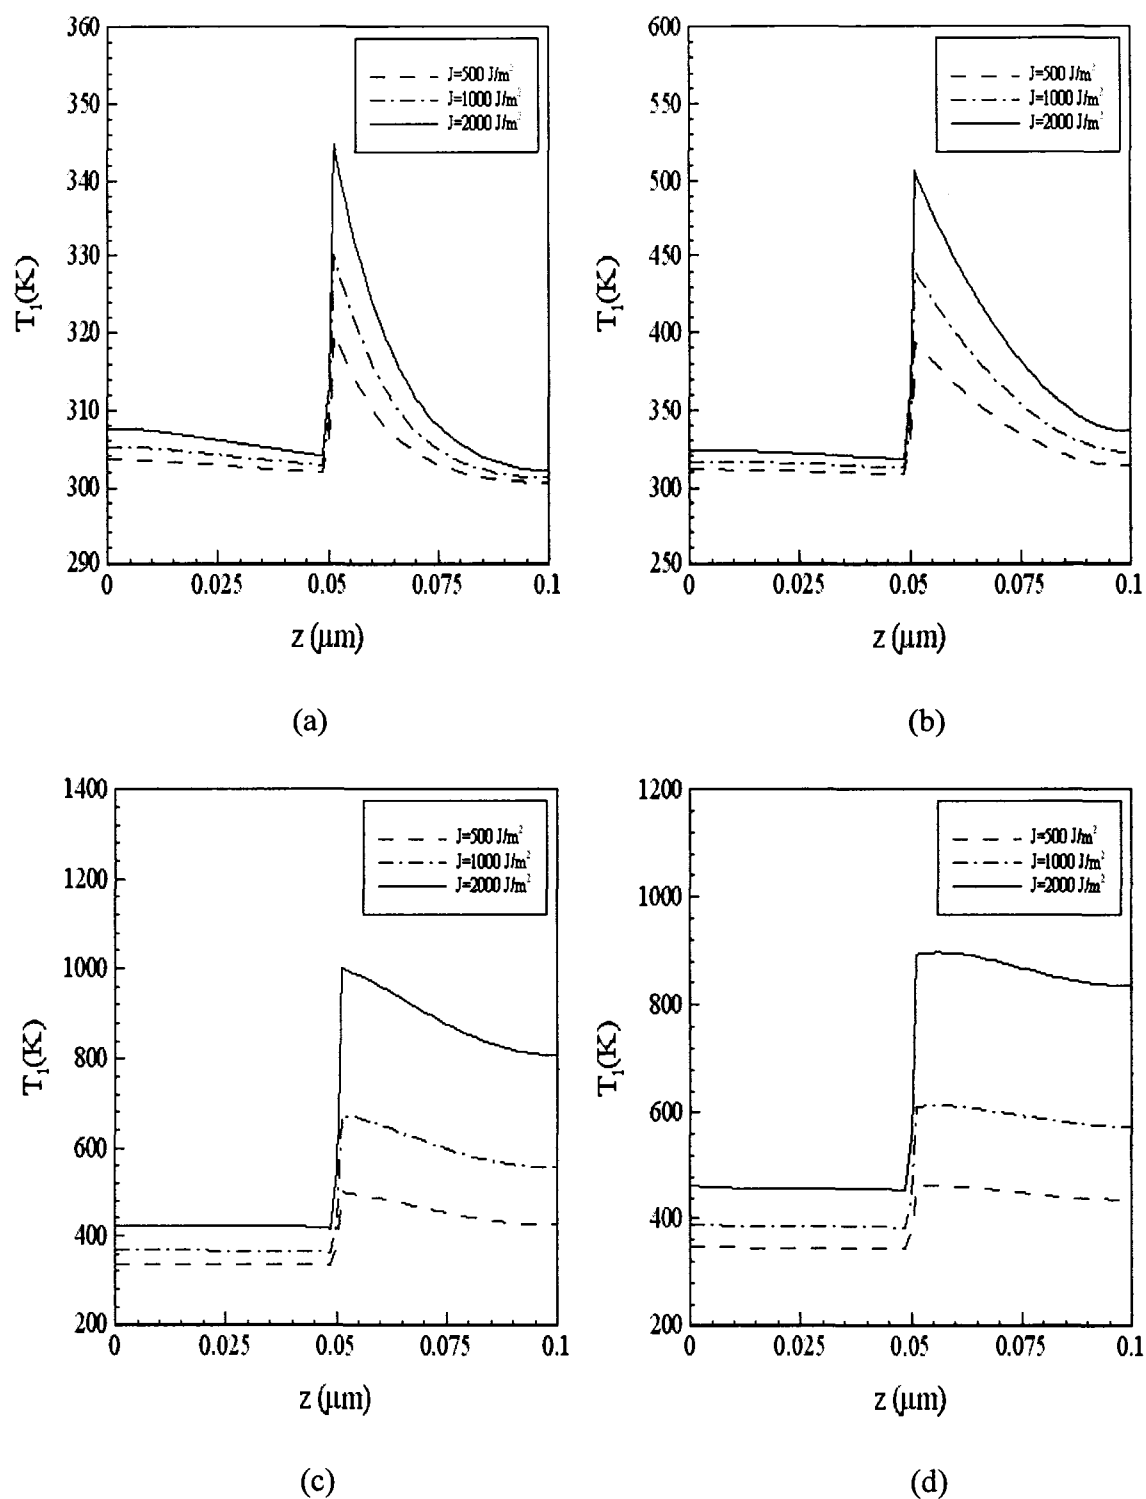 360
350
340
330
320
310
300
290
T₁(K)
J=500 J/m²
J=1000 J/m²
J=2000 J/m²
0 0.025 0.05 0.075 0.1
z (μm)
(a)
600
550
500
450
400
350
300
250
T₁(K)
J=500 J/m²
J=1000 J/m²
J=2000 J/m²
0 0.025 0.05 0.075 0.1
z (μm)
(b)
1400
1200
1000
800
600
400
200
T₁(K)
J=500 J/m²
J=1000 J/m²
J=2000 J/m²
0 0.025 0.05 0.075 0.1
z (μm)
(c)
1200
1000
800
600
400
200
T₁(K)
J=500 J/m²
J=1000 J/m²
J=2000 J/m²
0 0.025 0.05 0.075 0.1
z (μm)
(d)